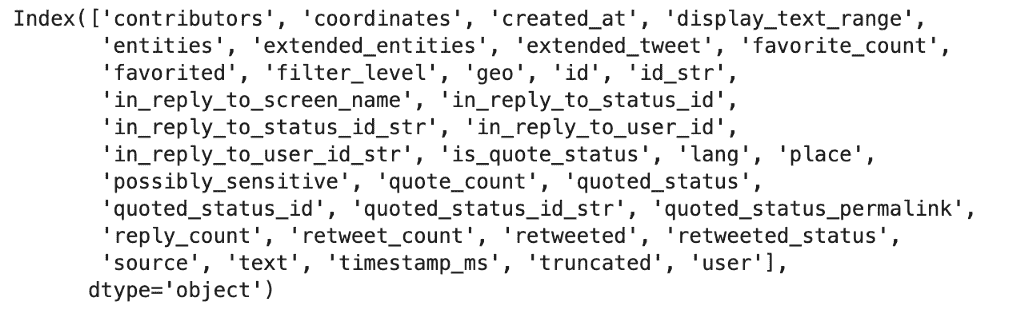 Index(['contributors', 'coordinates', 'created_at', 'display_text_range',
'entities', 'extended_entities', 'extended_tweet', 'favorite_count',
'favorited', 'filter_level', 'geo', 'id', 'id_str',
'in_reply_to_screen_name', 'in_reply_to_status_id',
'in_reply_to_status_id_str', 'in_reply_to_user_id',
'in_reply_to_user_id_str', 'is_quote_status', 'lang', 'place',
'possibly_sensitive', 'quote_count', 'quoted_status',
'quoted_status_id', 'quoted_status_id_str', 'quoted_status_permalink',
'reply_count', 'retweet_count', 'retweeted', 'retweeted_status',
'source', 'text', 'timestamp_ms', 'truncated', 'user'],
dtype='object')